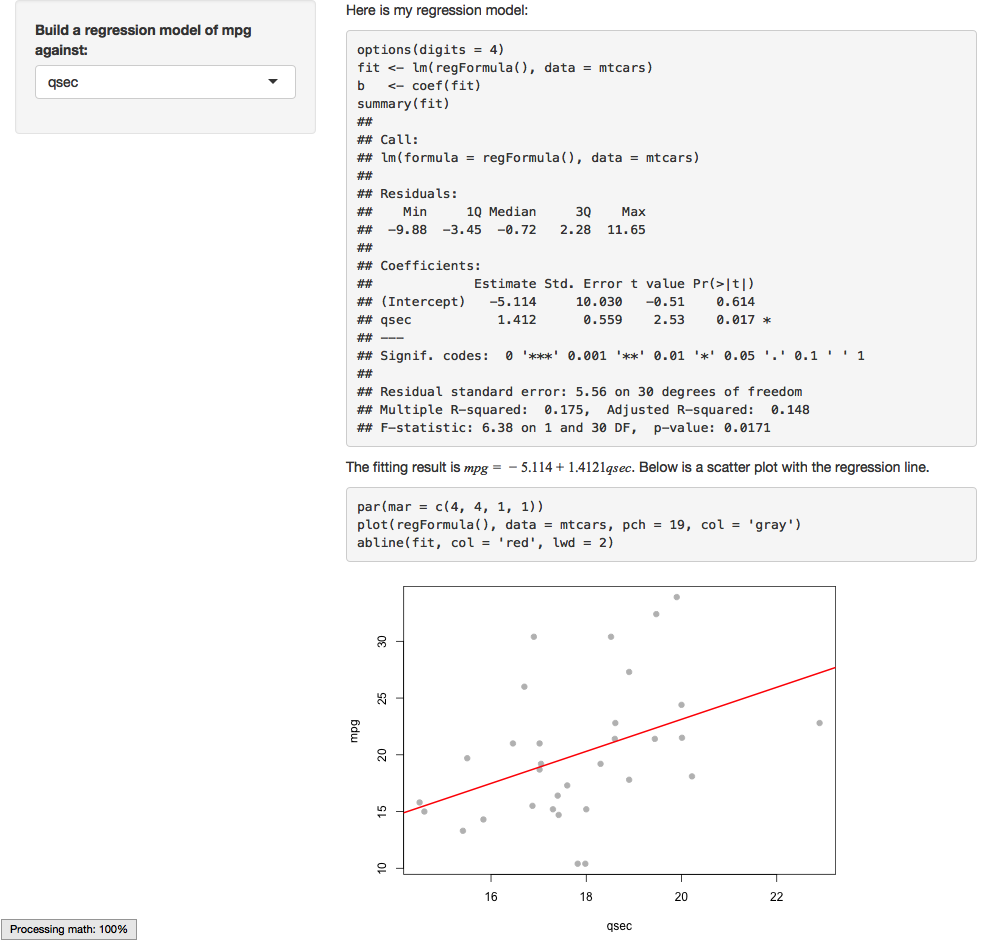 Build a regression model of mpg
against:
qsec
Here is my regression model:
options(digits = 4)
fit <- lm(regFormula(), data = mtcars)
b   <- coef(fit)
summary(fit)
##
## Call:
## lm(formula = regFormula(), data = mtcars)
##
## Residuals:
##    Min     1Q Median     3Q    Max
##  -9.88  -3.45  -0.72   2.28  11.65
##
## Coefficients:
##             Estimate Std. Error t value Pr(>|t|)
## (Intercept)   -5.114     10.030   -0.51    0.614
## qsec           1.412      0.559    2.53    0.017 *
## ---
## Signif. codes:  0 '***' 0.001 '**' 0.01 '*' 0.05 '.' 0.1 ' ' 1
##
## Residual standard error: 5.56 on 30 degrees of freedom
## Multiple R-squared:  0.175,  Adjusted R-squared:  0.148
## F-statistic: 6.38 on 1 and 30 DF,  p-value: 0.0171
The fitting result is mpg = − 5.114 + 1.4121qsec. Below is a scatter plot with the regression line.
par(mar = c(4, 4, 1, 1))
plot(regFormula(), data = mtcars, pch = 19, col = 'gray')
abline(fit, col = 'red', lwd = 2)
30
25
20
15
10
mpg
16 18 20 22
qsec
Processing math: 100%